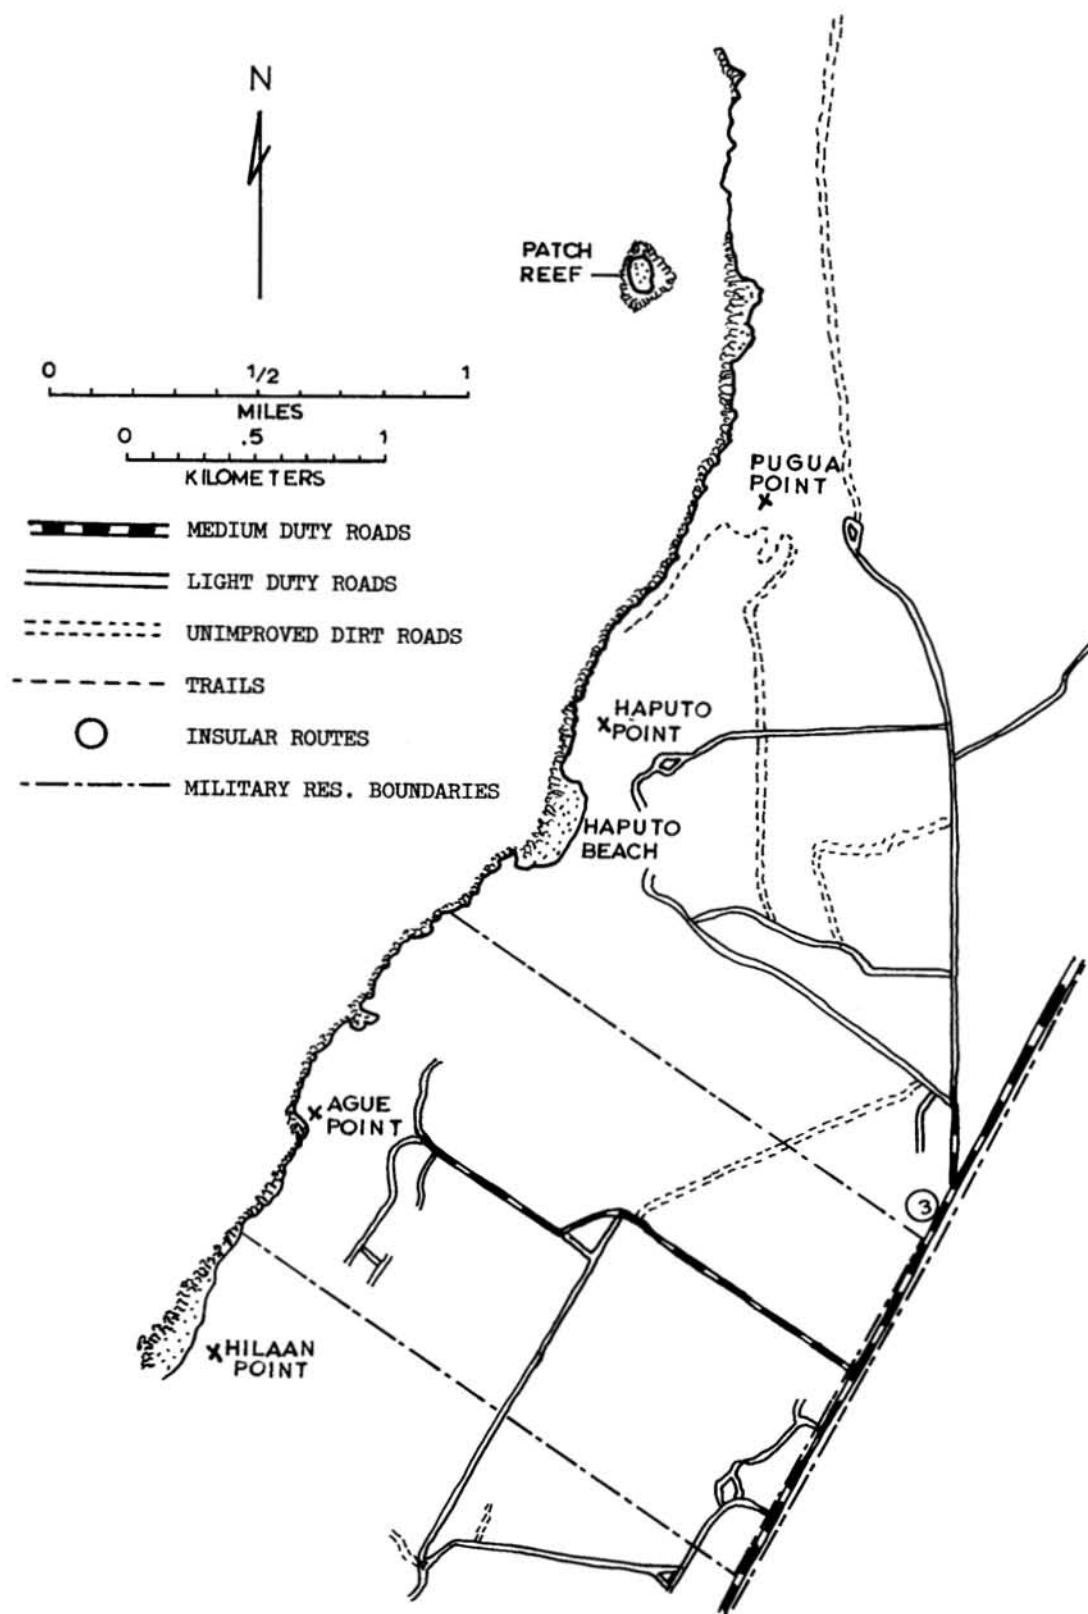 N
PATCH
REEF
0 1/2 1
MILES
0 .5 1
KILOMETERS
PUGUA
POINT
MEDIUM DUTY ROADS
LIGHT DUTY ROADS
UNIMPROVED DIRT ROADS
TRAILS
INSULAR ROUTES
MILITARY RES. BOUNDARIES
HAPUTO
POINT
HAPUTO
BEACH
AGUE
POINT
3
HILAAN
POINT